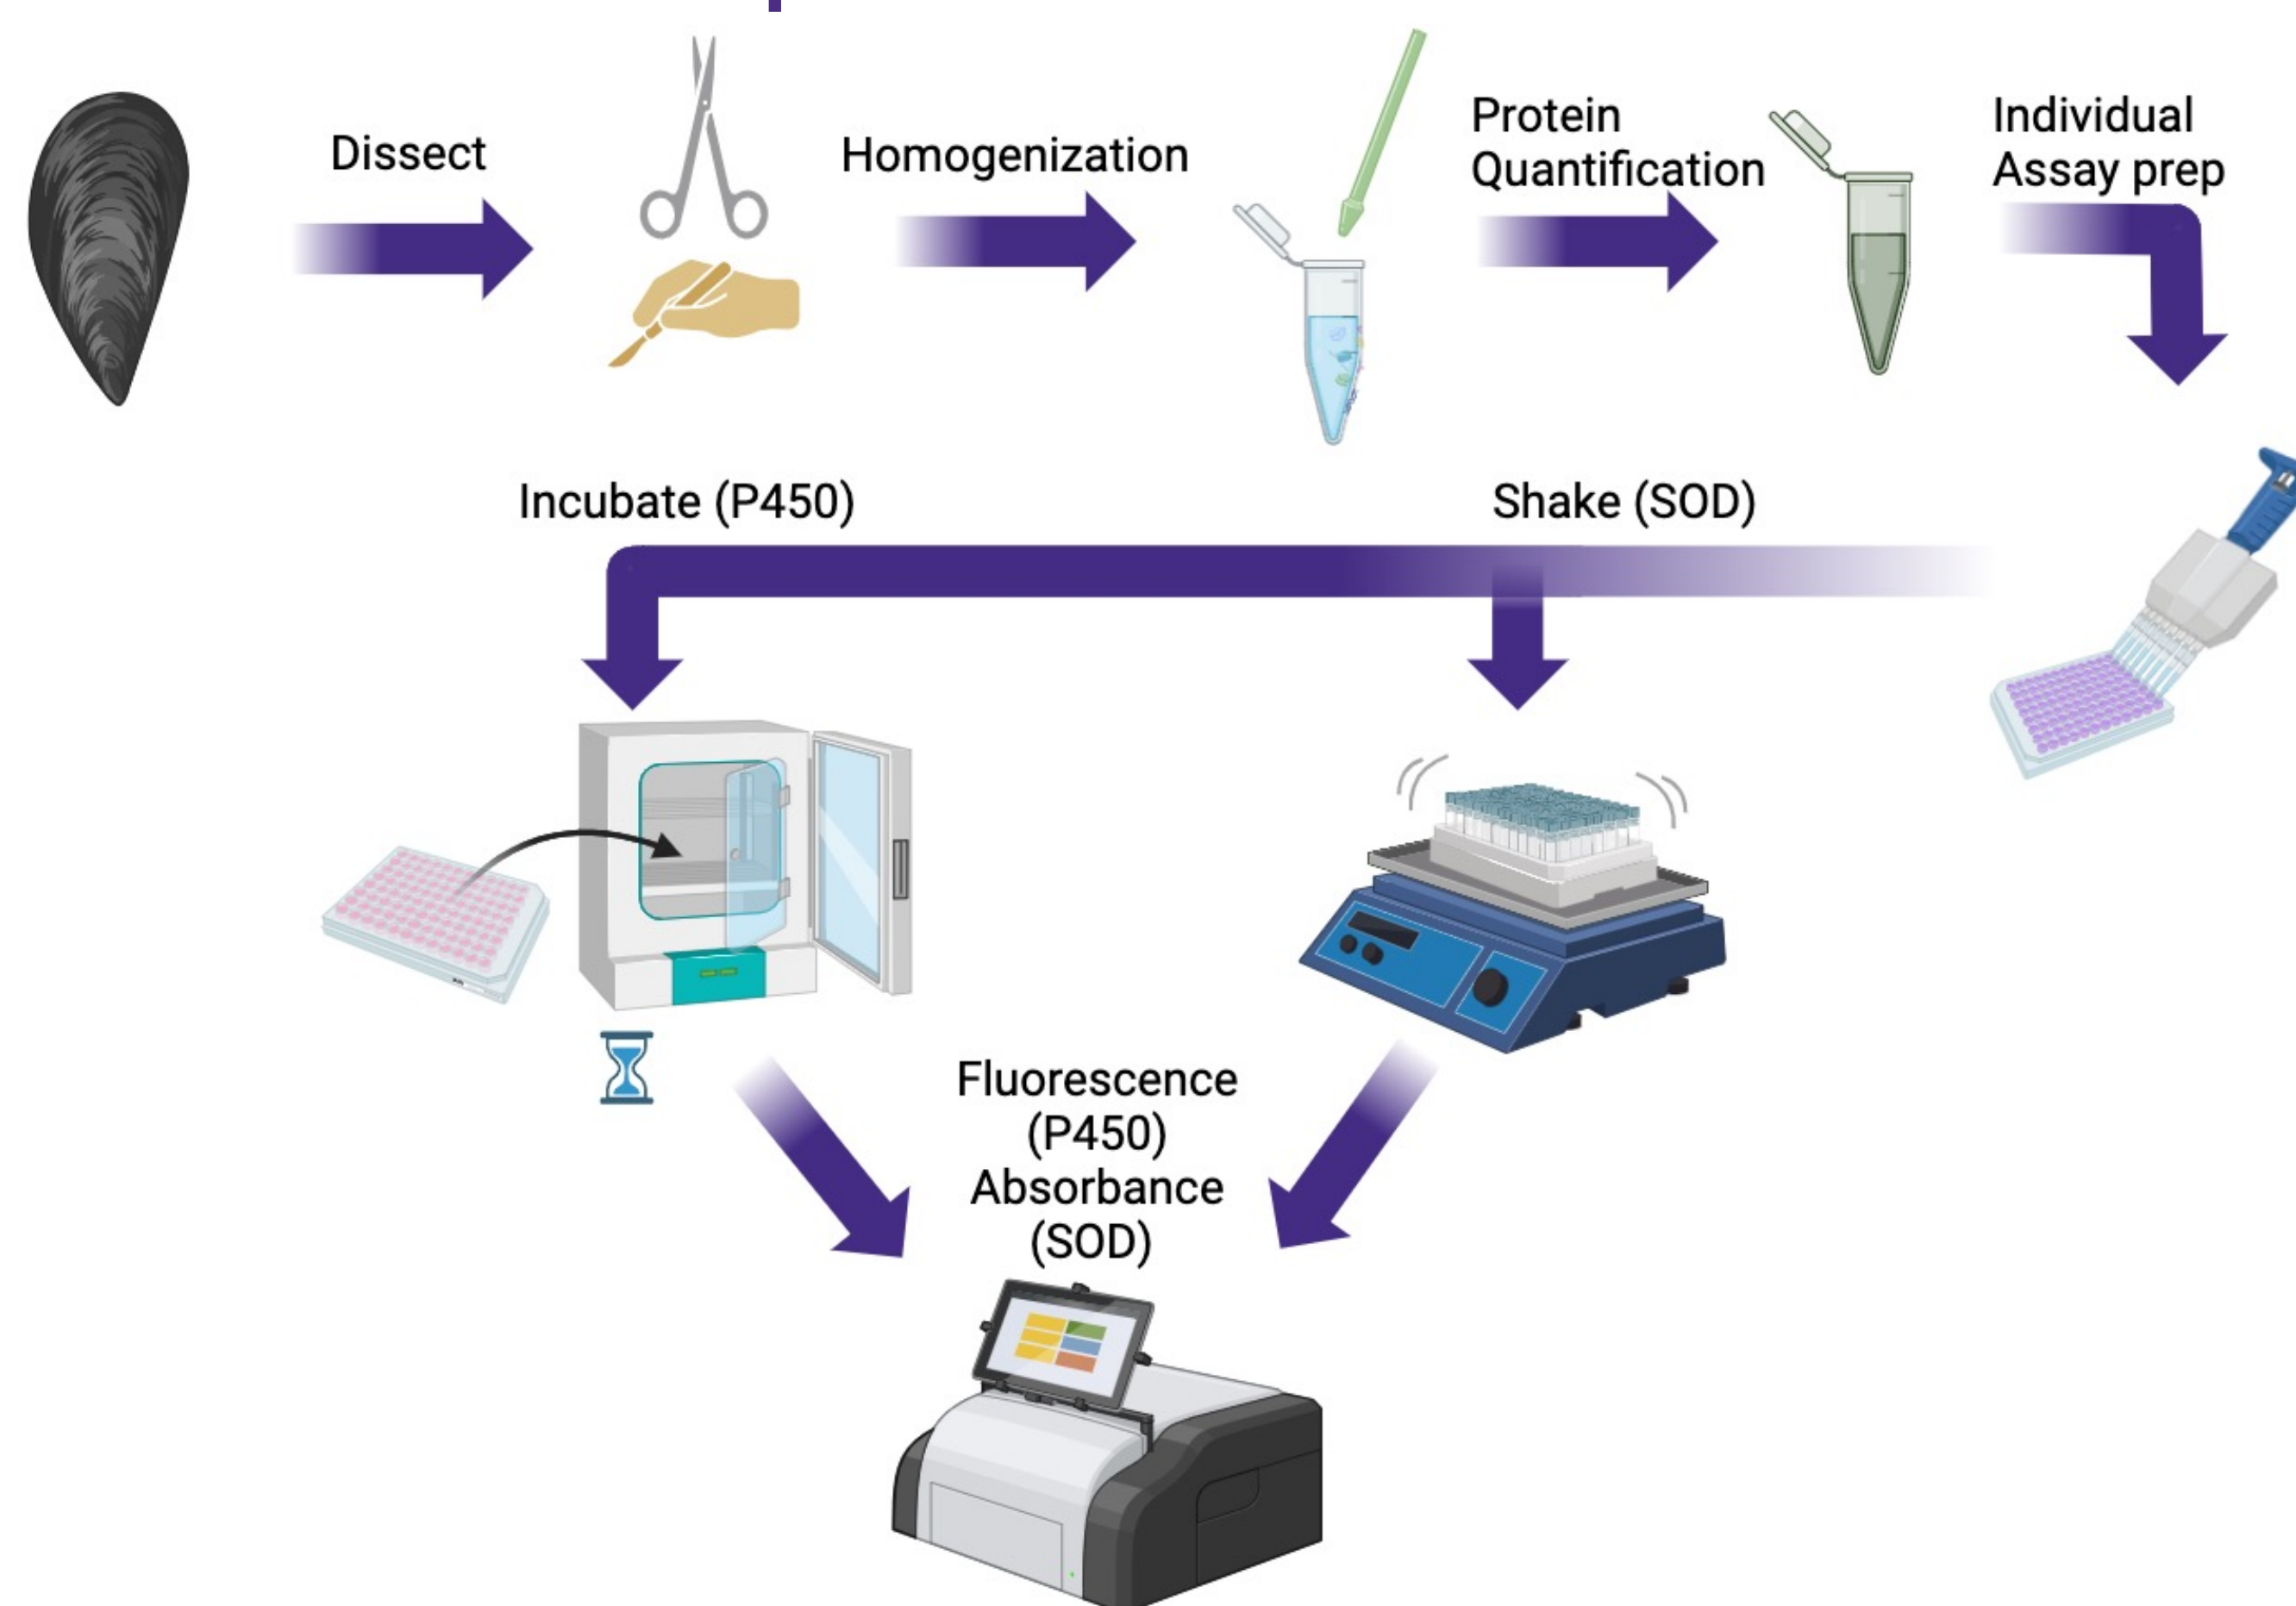 Dissect
Homogenization
Protein
Quantification
Individual
Assay prep
Incubate (P450)
Shake (SOD)
Fluorescence
(P450)
Absorbance
(SOD)